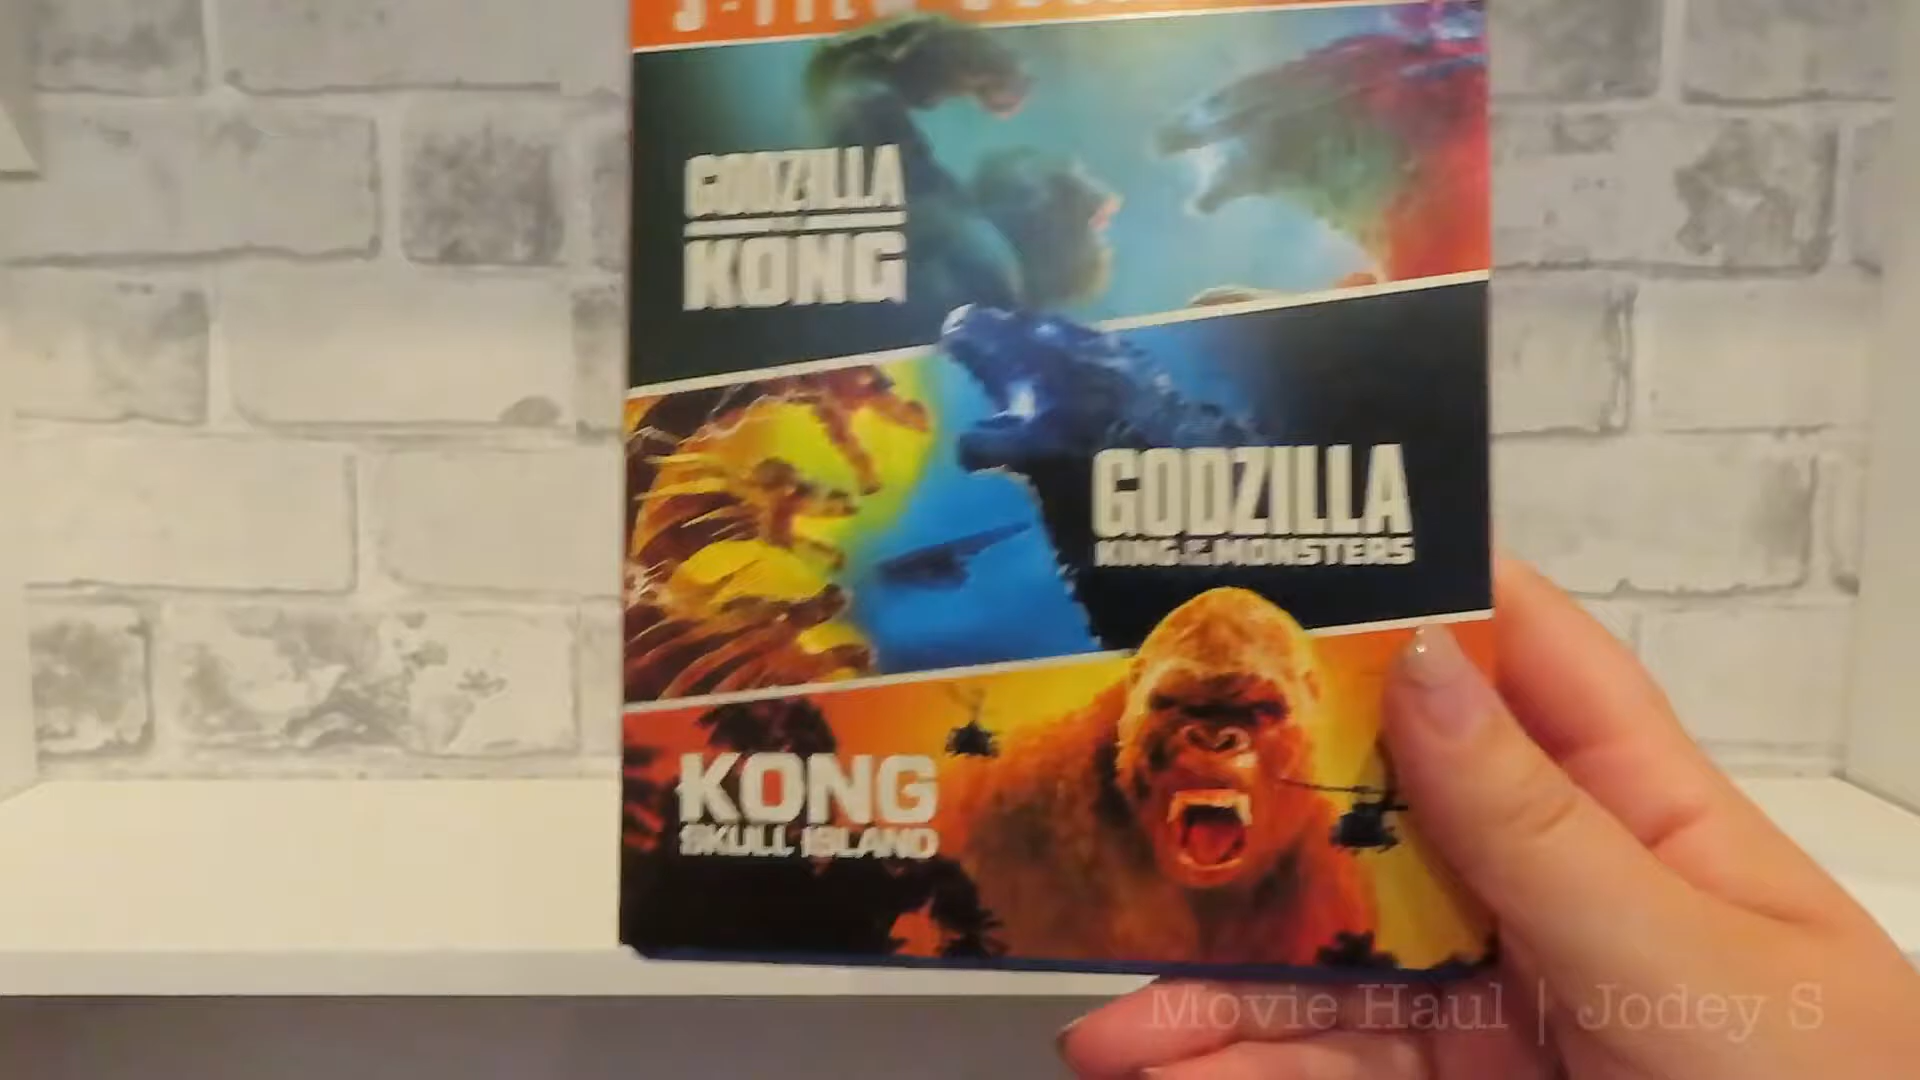 GODZILLA
KONG
GODZILLA
KING OF THE MONSTERS
KONG
SKULL ISLAND
Movie Haul | Jodey S